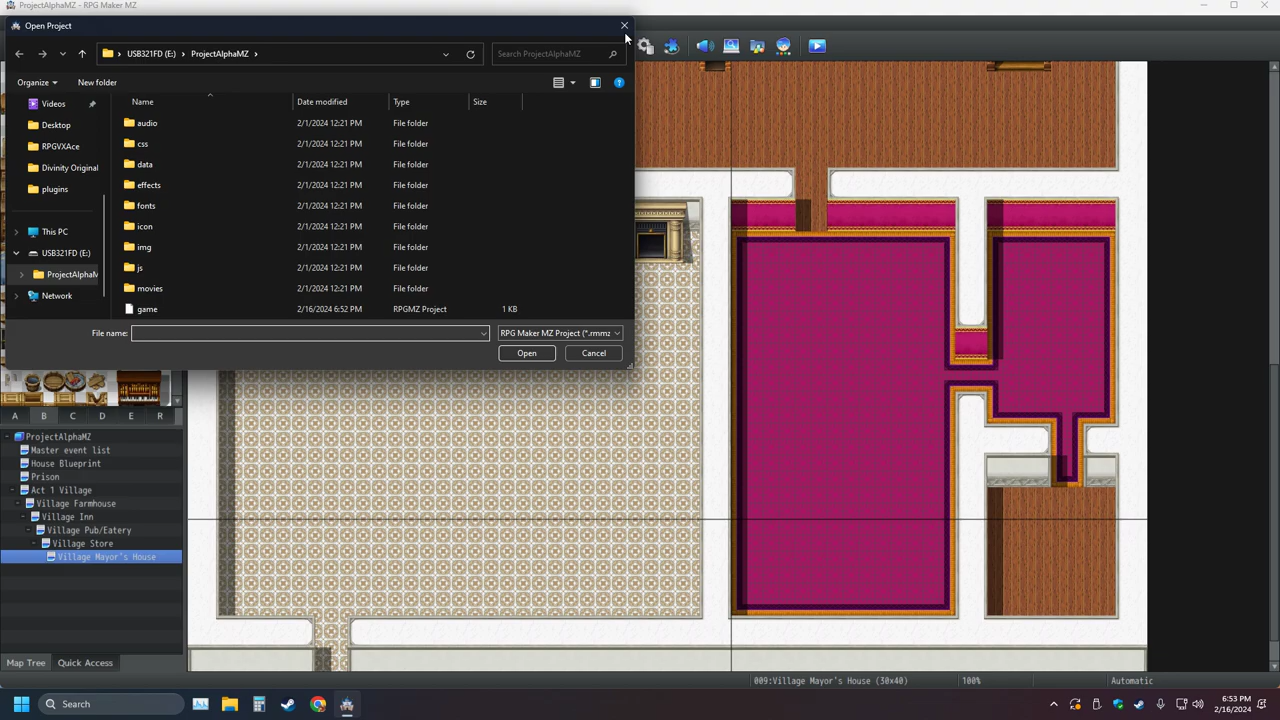 ProjectAlphaMZ - RPG Maker MZ
Open Project
USB321FD (E:) > ProjectAlphaMZ >
Search ProjectAlphaMZ
Organize
New folder
Name Date modified Type Size
Videos
Desktop
RPGVXAce
Divinity Original
plugins
This PC
USB321FD (E:)
ProjectAlphaM
Network
audio 2/1/2024 12:21 PM File folder
css 2/1/2024 12:21 PM File folder
data 2/1/2024 12:21 PM File folder
effects 2/1/2024 12:21 PM File folder
fonts 2/1/2024 12:21 PM File folder
icon 2/1/2024 12:21 PM File folder
img 2/1/2024 12:21 PM File folder
js 2/1/2024 12:21 PM File folder
movies 2/1/2024 12:21 PM File folder
game 2/16/2024 6:52 PM RPGMZ Project 1 KB
File name:
RPG Maker MZ Project (*.rmmz
Open
Cancel
A B C D E R
ProjectAlphaMZ
Master event list
House Blueprint
Prison
Act 1 Village
Village Farmhouse
Village Inn
Village Pub/Eatery
Village Store
Village Mayor's House
Map Tree
Quick Access
009:Village Mayor's House (30x40) 100% Automatic
Search
6:53 PM
2/16/2024